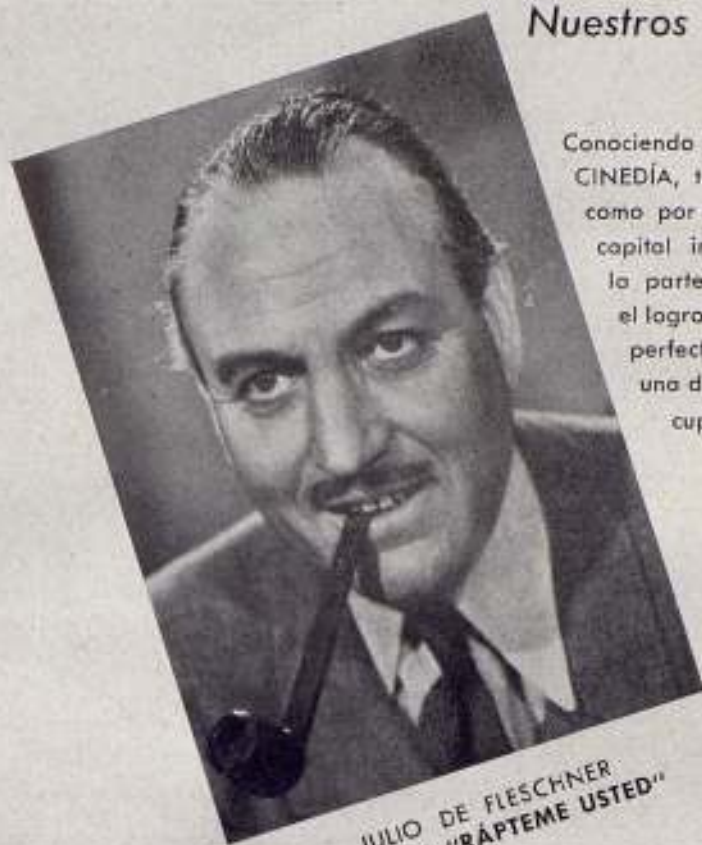 Nuestros
Conociendo
CINEDÍA,
como por
capital
la parte
el logro
perfect
una d
cup
JULIO DE FLESCHNER
"RÁPTEME USTED"